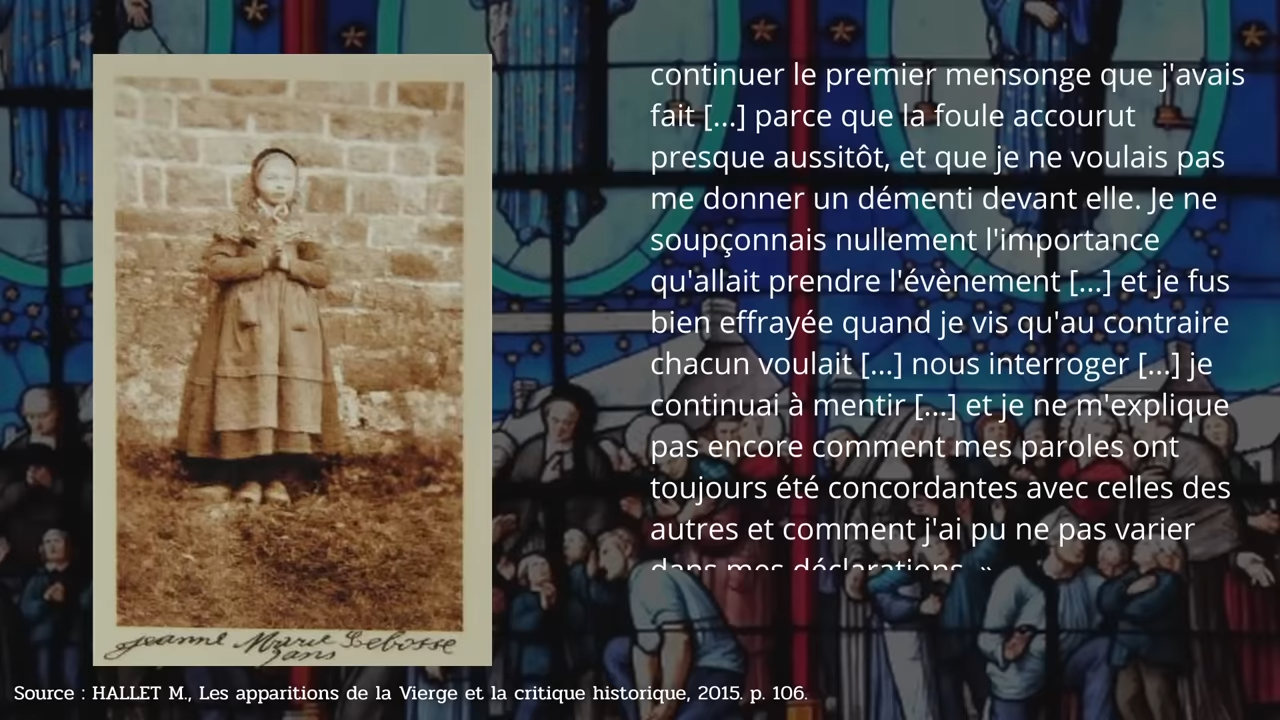 continuer le premier mensonge que j'avais
fait [...] parce que la foule accourut
presque aussitôt, et que je ne voulais pas
me donner un démenti devant elle. Je ne
soupçonnais nullement l'importance
qu'allait prendre l'évènement [...] et je fus
bien effrayée quand je vis qu'au contraire
chacun voulait [...] nous interroger [...] je
continuai à mentir [...] et je ne m'explique
pas encore comment mes paroles ont
toujours été concordantes avec celles des
autres et comment j'ai pu ne pas varier
dans mes déclarations. »
Jeanne Marie Lebosse
9 ans
Source : HALLET M., Les apparitions de la Vierge et la critique historique, 2015. p. 106.